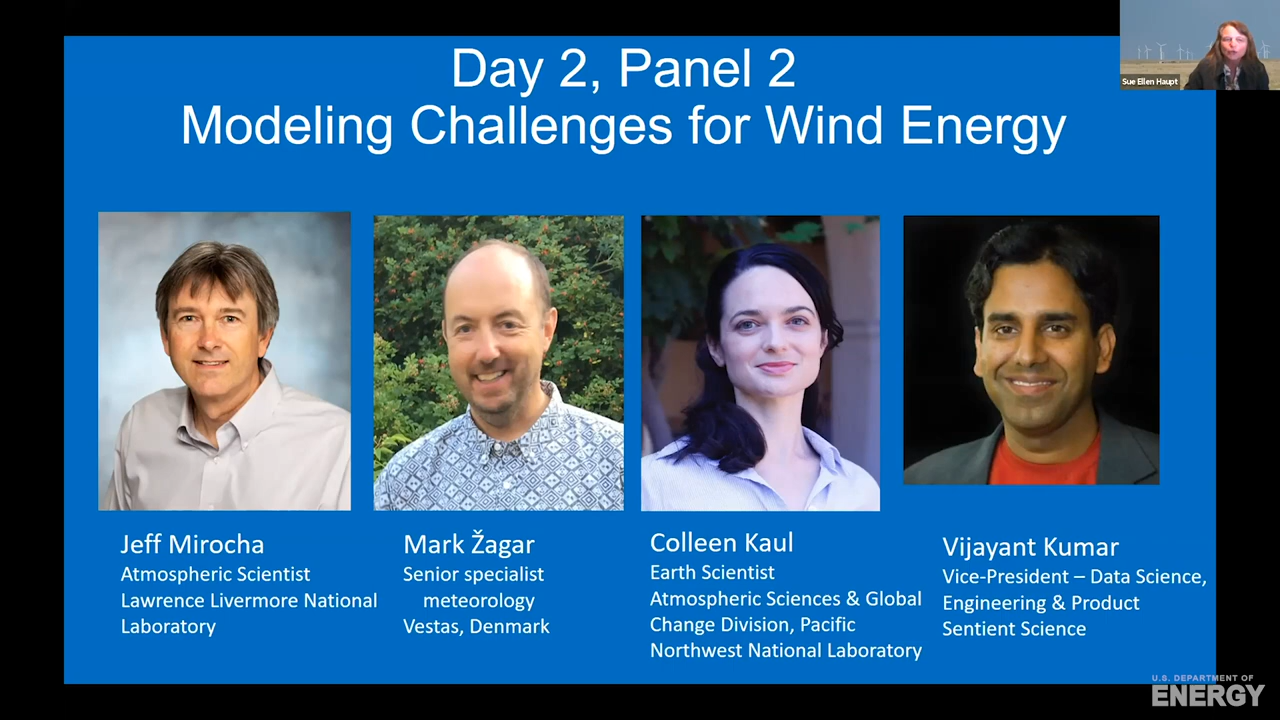 Day 2, Panel 2
Modeling Challenges for Wind Energy
Sue Ellen Haupt
Jeff Mirocha
Atmospheric Scientist
Lawrence Livermore National
Laboratory
Mark Žagar
Senior specialist
meteorology
Vestas, Denmark
Colleen Kaul
Earth Scientist
Atmospheric Sciences & Global
Change Division, Pacific
Northwest National Laboratory
Vijayant Kumar
Vice-President – Data Science,
Engineering & Product
Sentient Science
U.S. DEPARTMENT OF
ENERGY